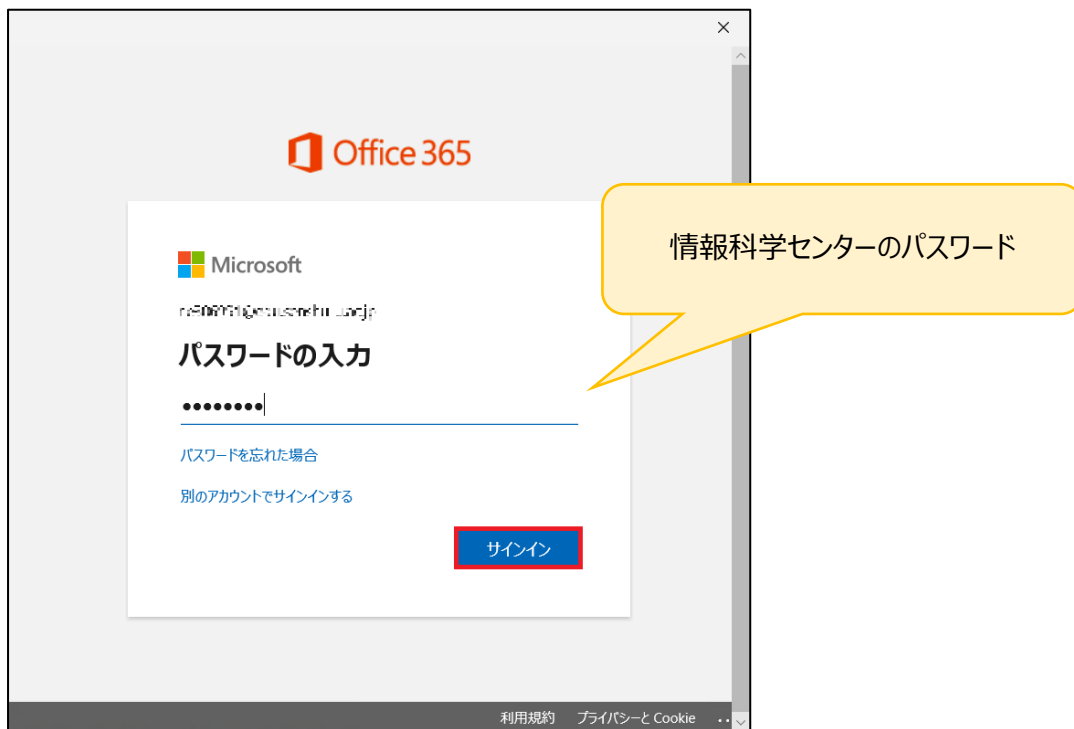 Office 365
情報科学センターのパスワード
Microsoft
パスワードの入力
パスワードを忘れた場合
別のアカウントでサインインする
サインイン
利用規約 プライバシーと Cookie